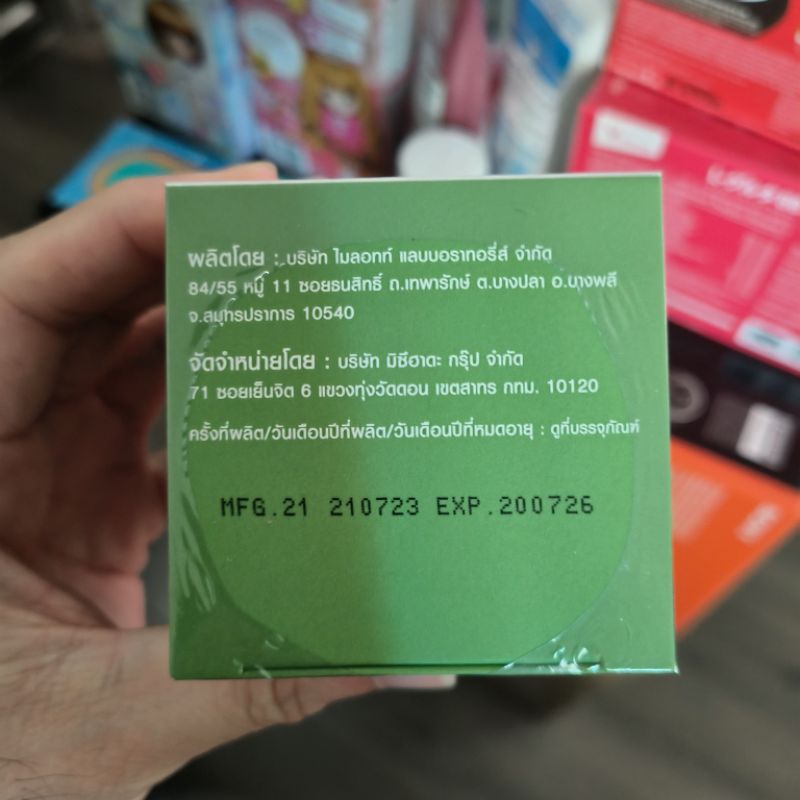 ผลิตโดย : บริษัท ไมลอทท์ แลบบอราทอรี่ส์ จำกัด
84/55 หมู่ 11 ซอยธนสิทธิ์ ถ.เทพารักษ์ ต.บางปลา อ.บางพลี
จ.สมุทรปราการ 10540
จัดจำหน่ายโดย : บริษัท มิซึฮาดะ กรุ๊ป จำกัด
71 ซอยเย็นจิต 6 แขวงทุ่งวัดดอน เขตสาทร กทม. 10120
ครั้งที่ผลิต/วันเดือนปีที่ผลิต/วันเดือนปีที่หมดอายุ : ดูที่บรรจุภัณฑ์
MFG.21 210723 EXP.200726